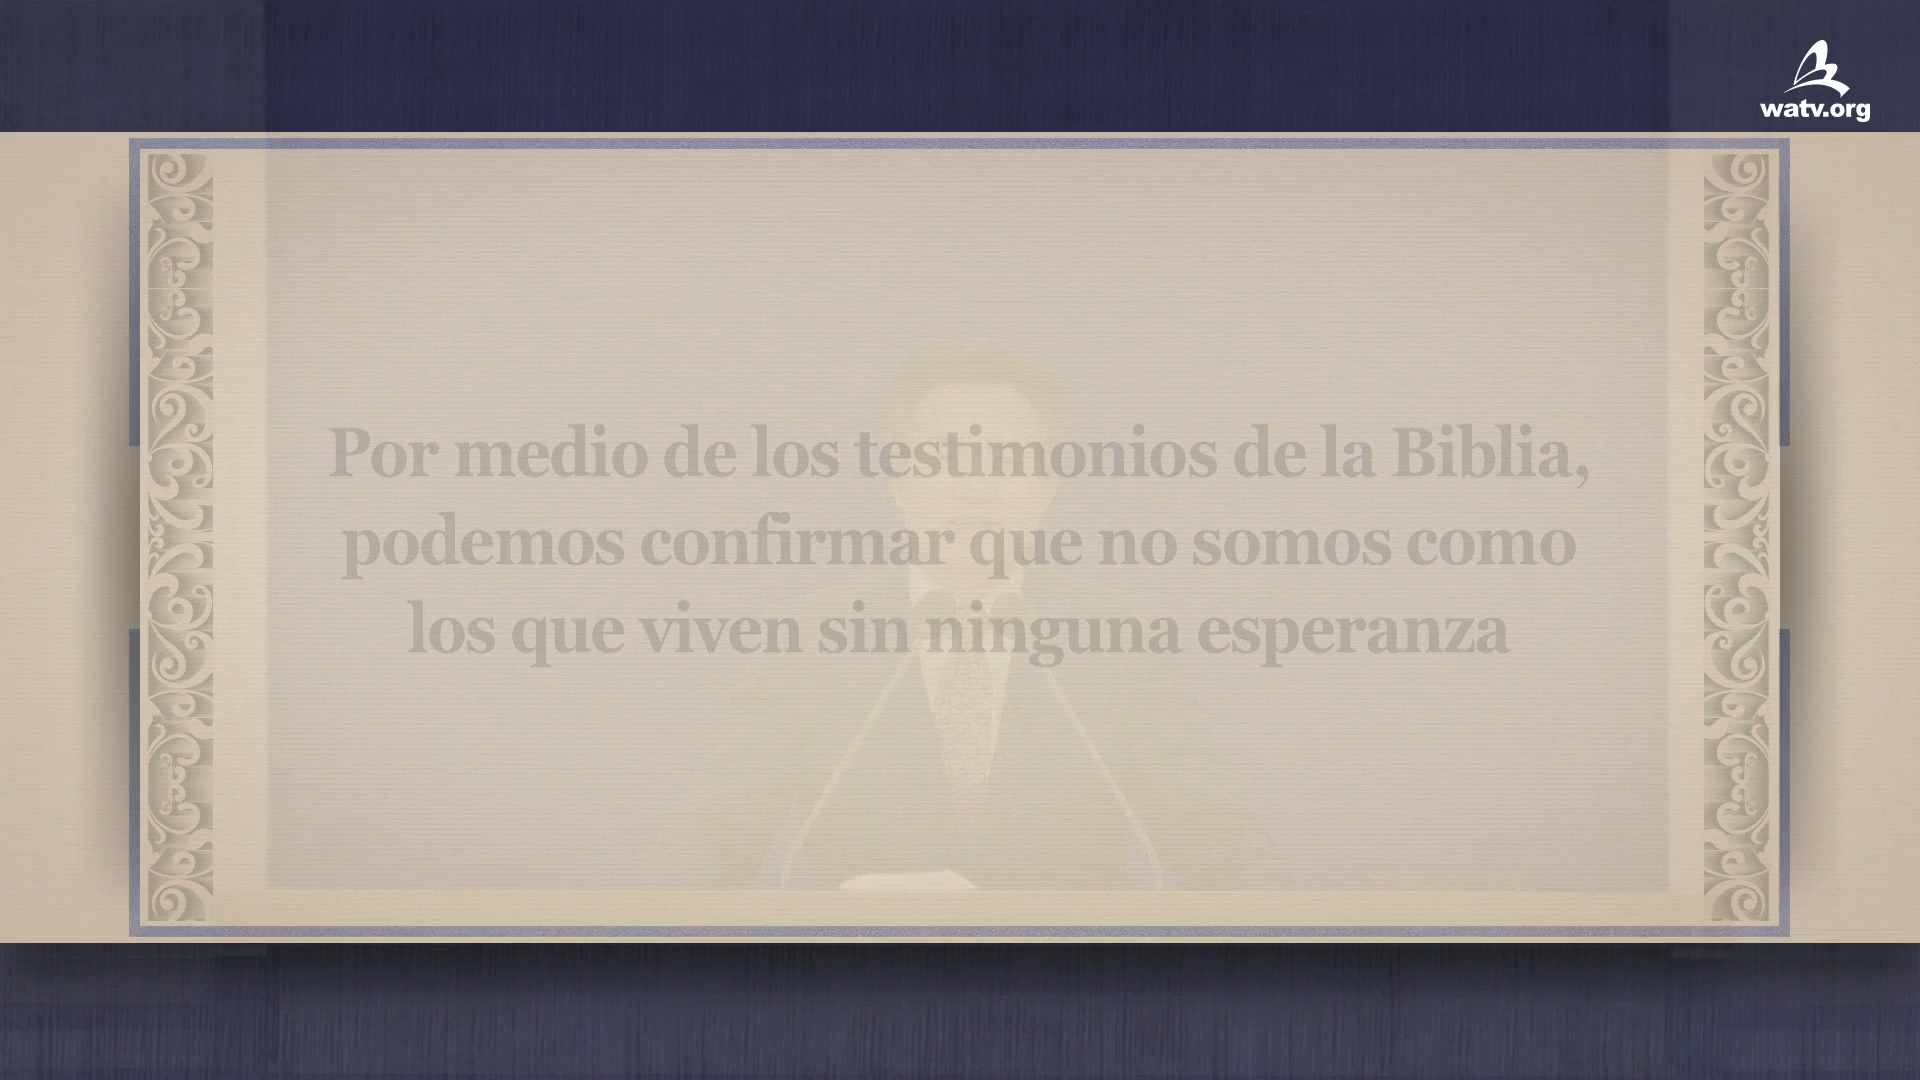 watv.org
Por medio de los testimonios de la Biblia,
podemos confirmar que no somos como
los que viven sin ninguna esperanza